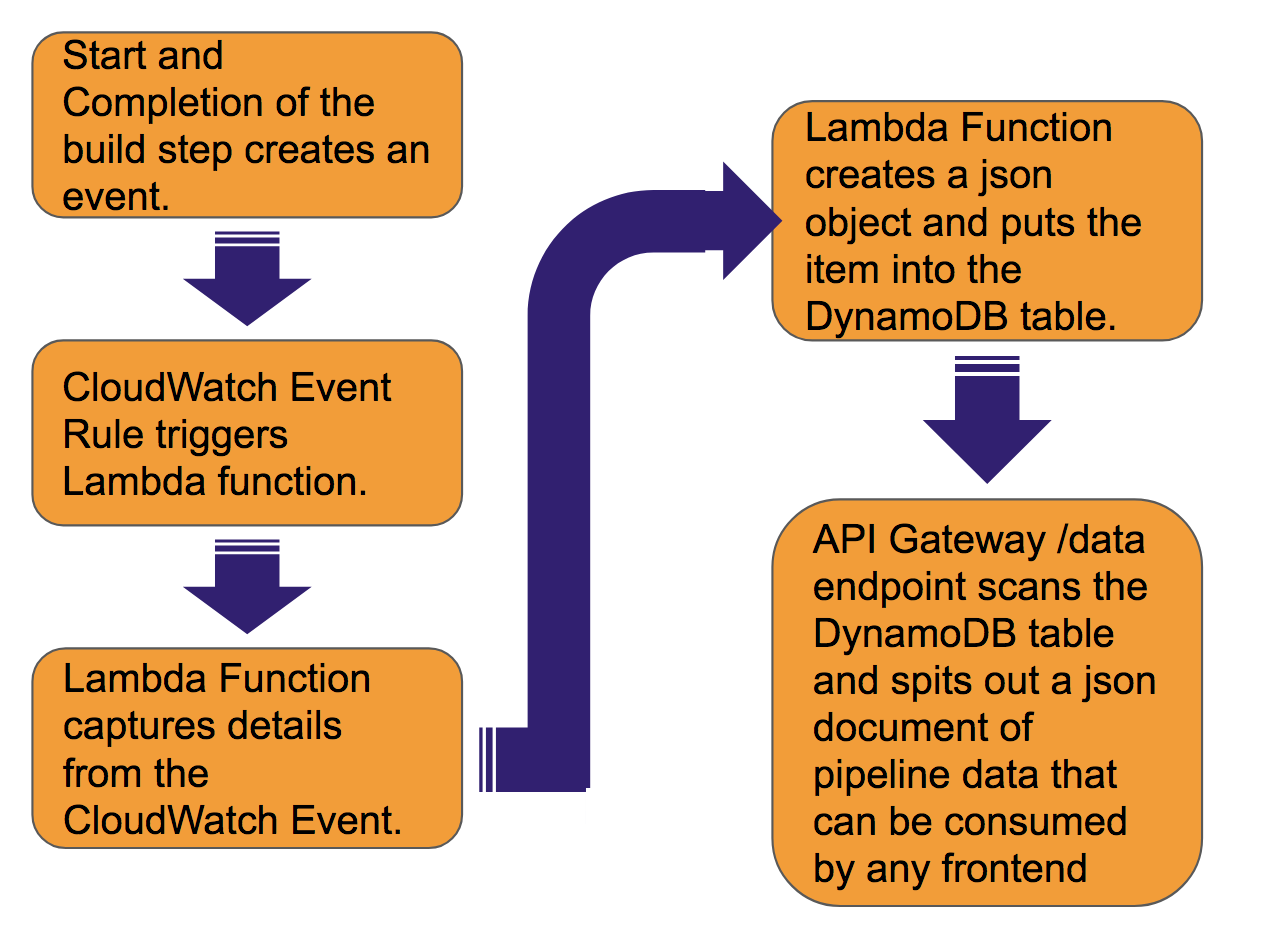 Start and
Completion of the
build step creates an
event.
CloudWatch Event
Rule triggers
Lambda function.
Lambda Function
captures details
from the
CloudWatch Event.
Lambda Function
creates a json
object and puts the
item into the
DynamoDB table.
API Gateway /data
endpoint scans the
DynamoDB table
and spits out a json
document of
pipeline data that
can be consumed
by any frontend